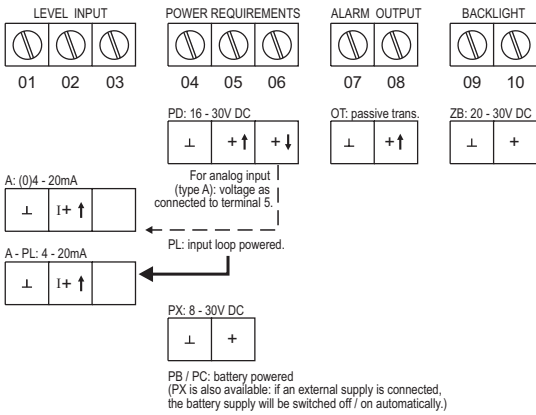 LEVEL INPUT POWER REQUIREMENTS ALARM OUTPUT BACKLIGHT
01 02 03 04 05 06 07 08 09 10
PD: 16 - 30V DC OT: passive trans. ZB: 20 - 30V DC
⊥ +↑ +↓ ⊥ +↑ ⊥ +
For analog input
(type A): voltage as
connected to terminal 5.
A: (0)4 - 20mA
⊥ I+ ↑
PL: input loop powered.
A - PL: 4 - 20mA
⊥ I+ ↑
PX: 8 - 30V DC
⊥ +
PB / PC: battery powered
(PX is also available: if an external supply is connected,
the battery supply will be switched off / on automatically.)